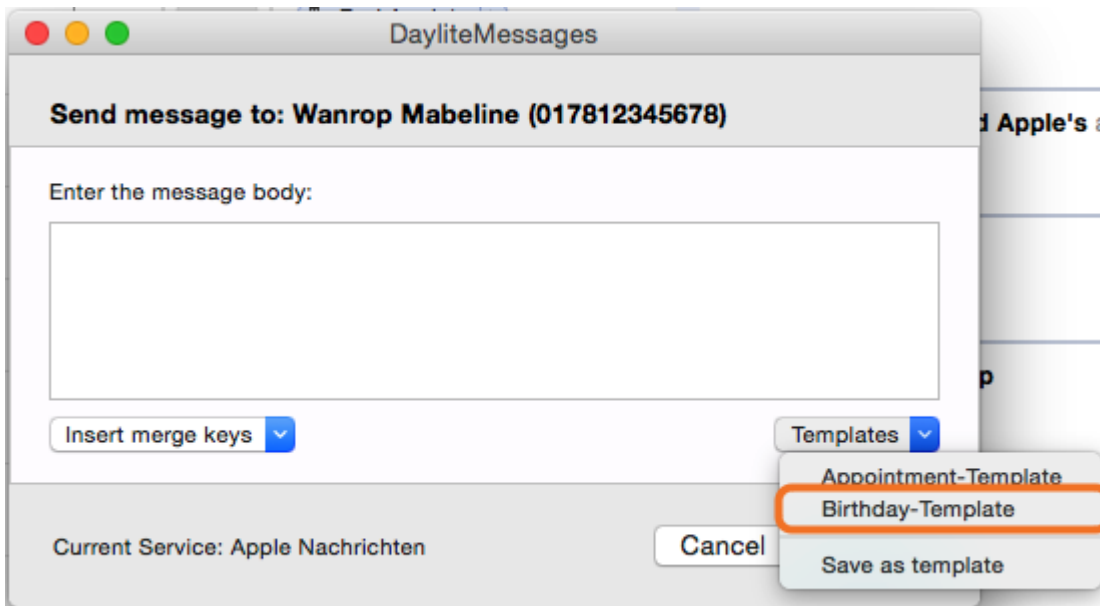 DayliteMessages
Send message to: Wanrop Mabeline (017812345678)
Apple's
Enter the message body:
Insert merge keys
Templates
Appointment-Template
Birthday-Template
Save as template
Current Service: Apple Nachrichten
Cancel